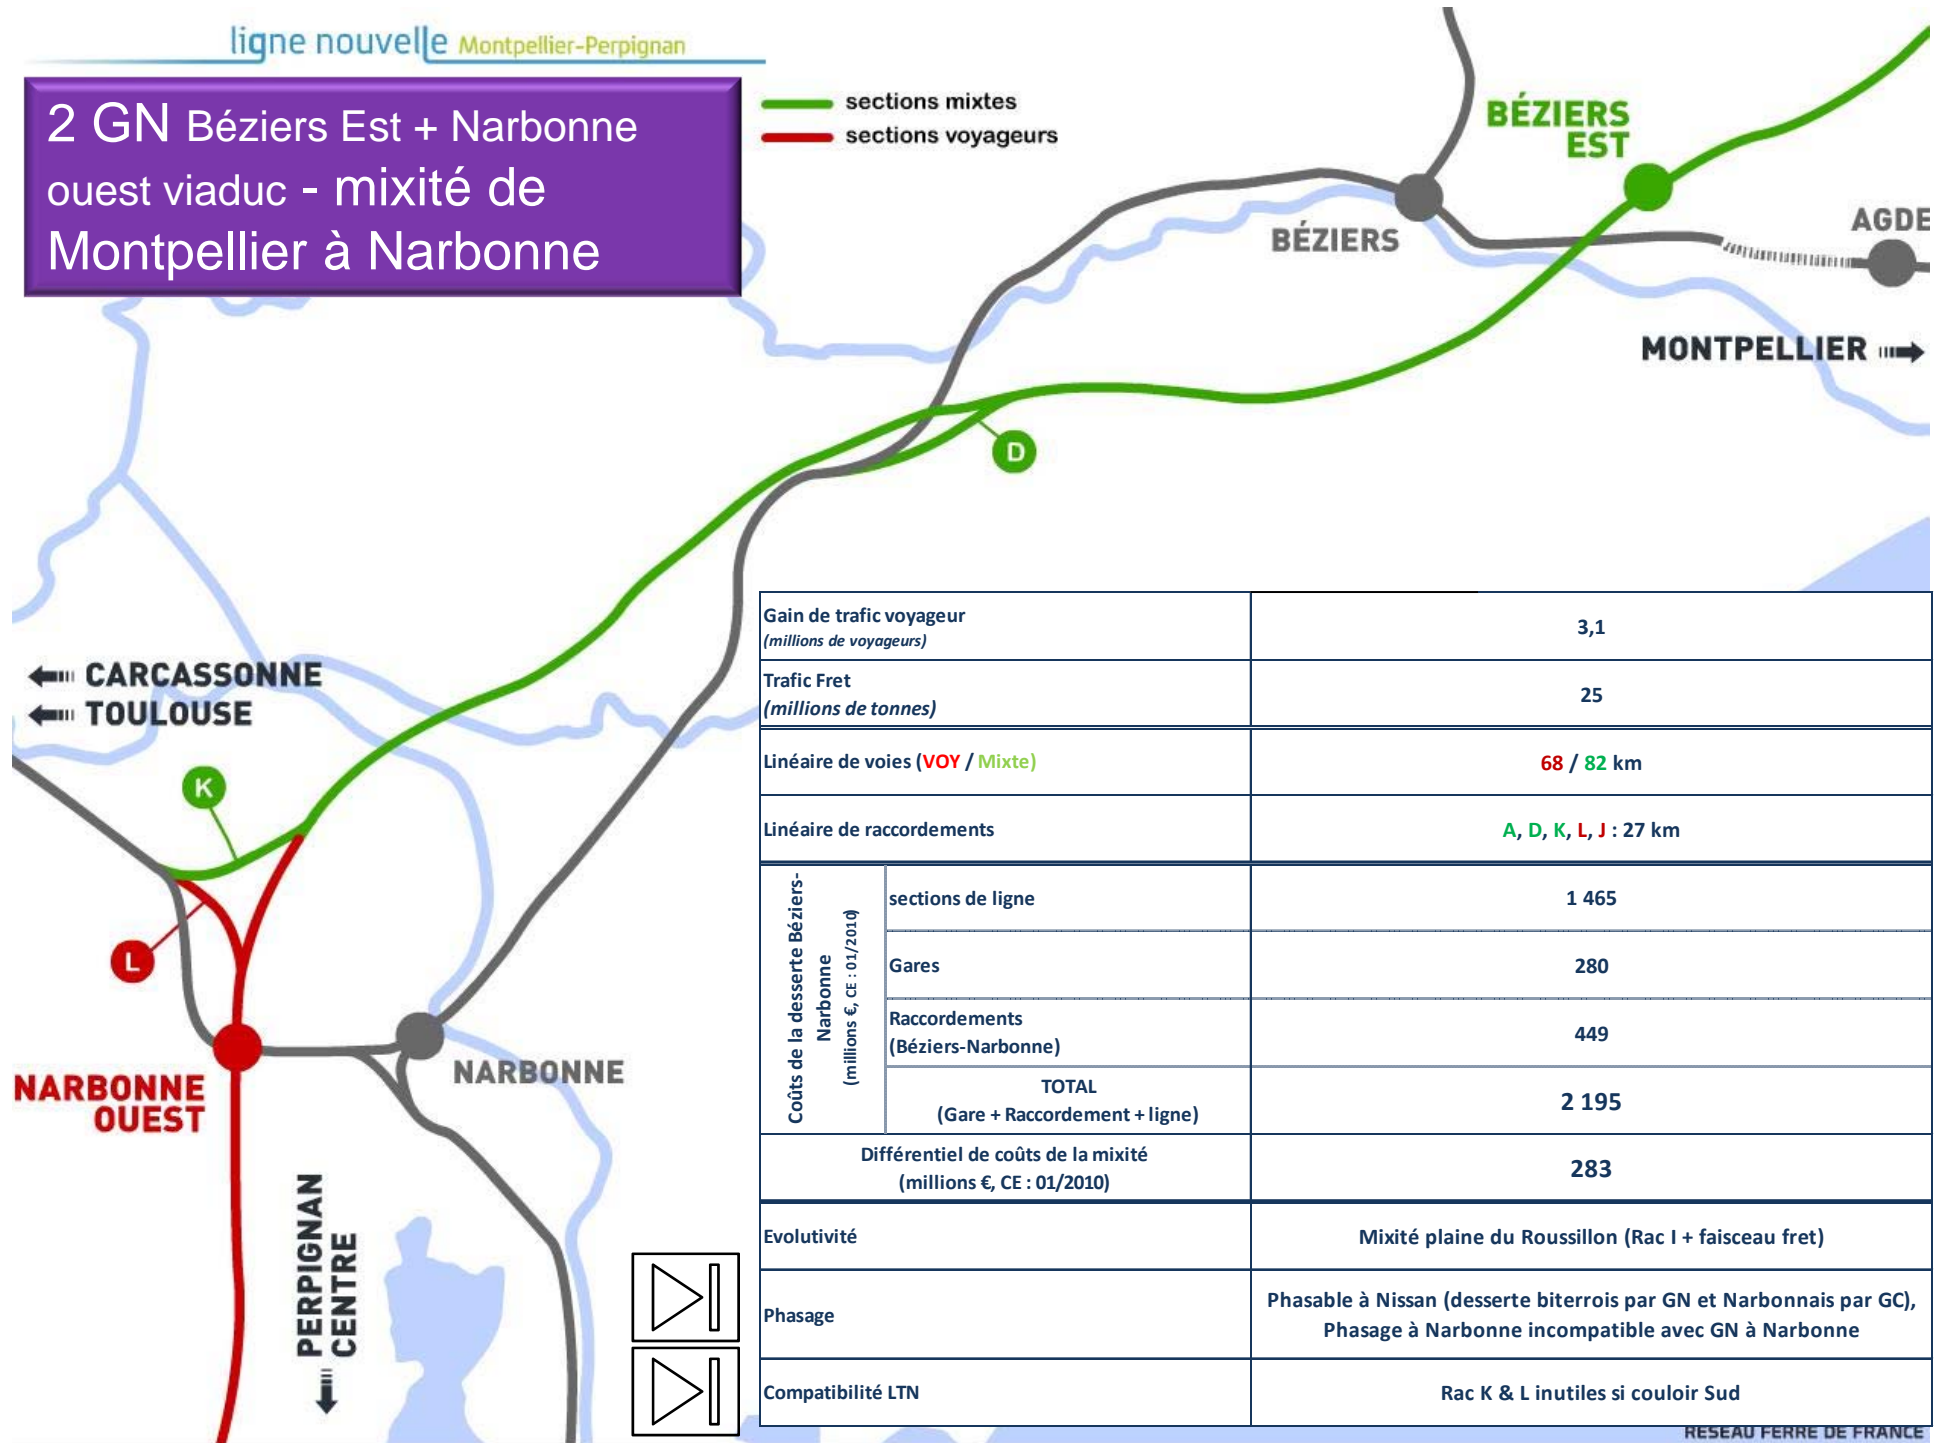 ligne nouvelle Montpellier-Perpignan
2 GN Béziers Est + Narbonne
ouest viaduc - mixité de
Montpellier à Narbonne
sections mixtes
sections voyageurs
BÉZIERS
EST
BÉZIERS
AGDE
MONTPELLIER
D
CARCASSONNE
TOULOUSE
K
L
NARBONNE
OUEST
NARBONNE
PERPIGNAN
CENTRE
Gain de trafic voyageur
(millions de voyageurs)
3,1
Trafic Fret
(millions de tonnes)
25
Linéaire de voies (VOY / Mixte)
68 / 82 km
Linéaire de raccordements
A, D, K, L, J : 27 km
Coûts de la desserte Béziers-
Narbonne
(millions €, CE : 01/2010)
sections de ligne
1 465
Gares
280
Raccordements
(Béziers-Narbonne)
449
TOTAL
(Gare + Raccordement + ligne)
2 195
Différentiel de coûts de la mixité
(millions €, CE : 01/2010)
283
Evolutivité
Mixité plaine du Roussillon (Rac I + faisceau fret)
Phasage
Phasable à Nissan (desserte biterrois par GN et Narbonnais par GC),
Phasage à Narbonne incompatible avec GN à Narbonne
Compatibilité LTN
Rac K & L inutiles si couloir Sud
RESEAU FERRE DE FRANCE